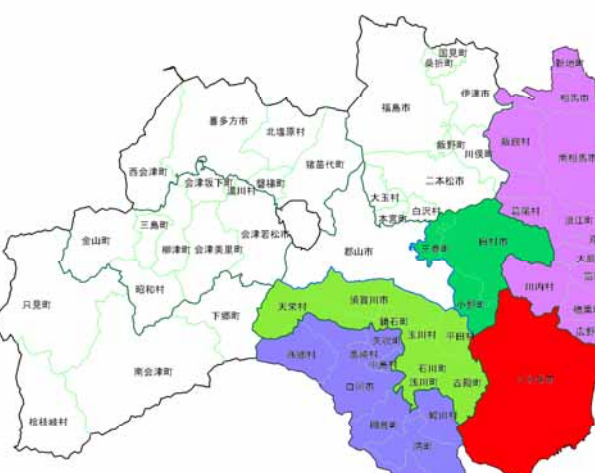 国見町
桑折町
新地町
伊達市
相馬市
福島市
喜多方市
北塩原村
飯野町
川俣町
飯舘村
南相馬市
猪苗代町
西会津町
会津坂下町
湯川村
磐梯町
二本松市
大玉村
白沢村
本宮町
葛尾村
浪江町
三島町
金山町
柳津町
会津美里町
会津若松市
郡山市
三春町
田村市
川内村
昭和村
只見町
下郷町
天栄村
須賀川市
小野町
鏡石町
玉川村
平田村
矢吹町
西郷村
泉崎村
中島村
石川町
浅川町
古殿町
南会津町
白河市
いわき市
棚倉町
鮫川村
塙町
桧枝岐村
広野